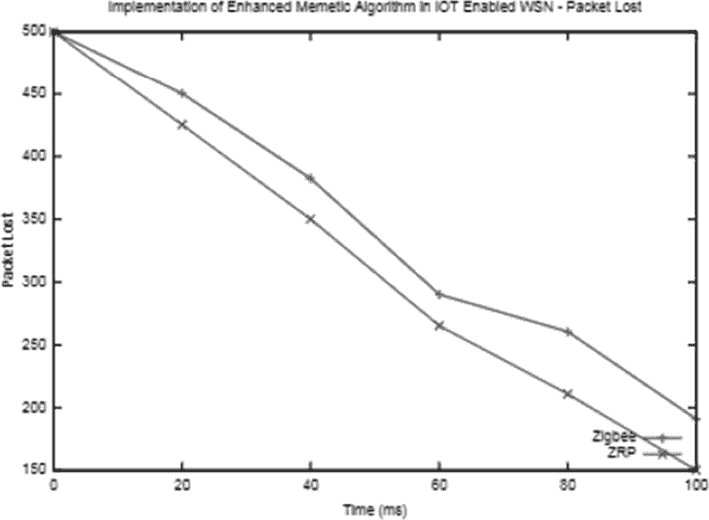 Implementation of Enhanced Memetic Algorithm in IOT Enabled WSN - Packet Lost
500
450
400
350
300
250
200
150
Packet Lost
0 20 40 60 80 100
Time (ms)
Zigbee
ZRP